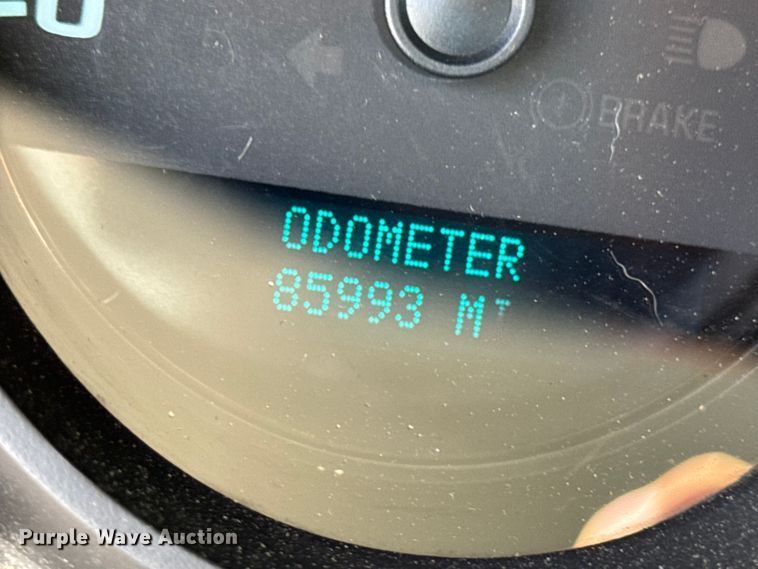 BRAKE
ODOMETER
85993 MI
Purple Wave Auction